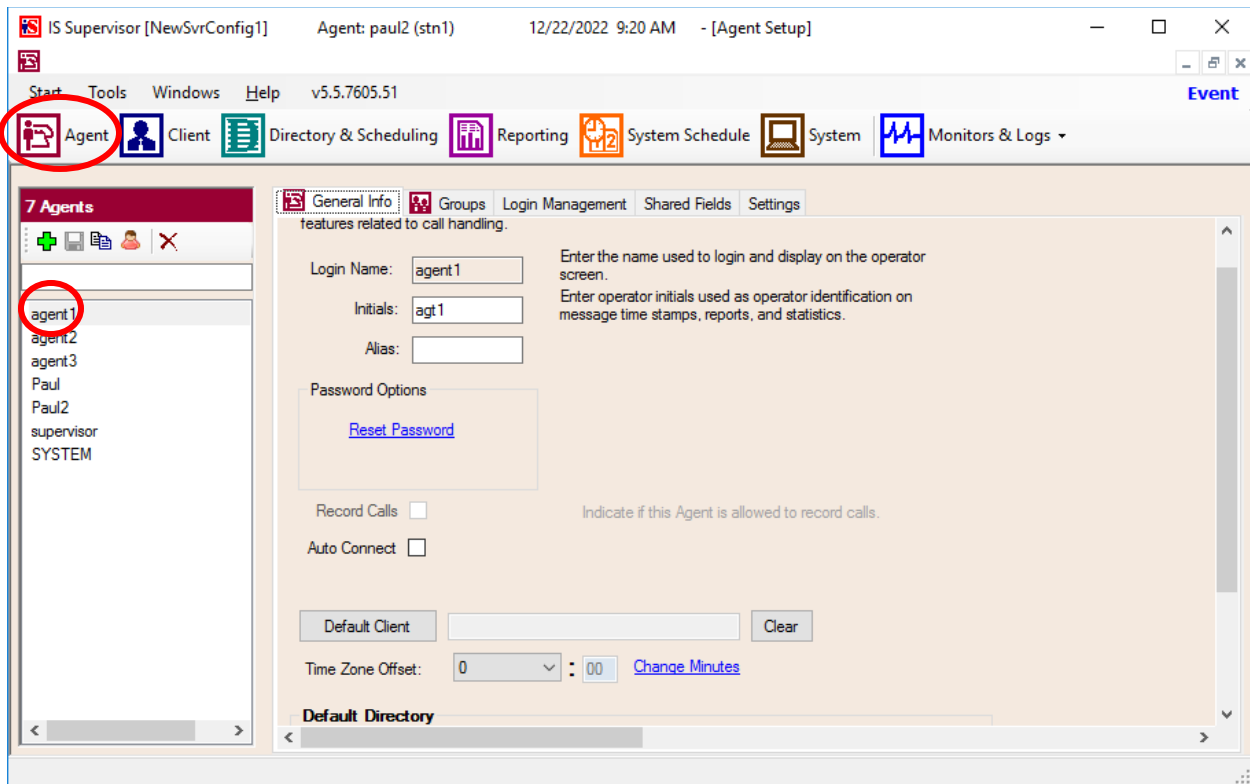 IS Supervisor [NewSvrConfig1] Agent: paul2 (stn1) 12/22/2022 9:20 AM - [Agent Setup]
Start Tools Windows Help v5.5.7605.51 Event
Agent Client Directory & Scheduling Reporting System Schedule System Monitors & Logs
7 Agents
General Info Groups Login Management Shared Fields Settings
features related to call handling.
Login Name: agent1 Enter the name used to login and display on the operator
screen.
Initials: agt1 Enter operator initials used as operator identification on
message time stamps, reports, and statistics.
Alias:
agent1
agent2
agent3
Paul
Paul2
supervisor
SYSTEM
Password Options
Reset Password
Record Calls Indicate if this Agent is allowed to record calls.
Auto Connect
Default Client Clear
Time Zone Offset: 0 : 00 Change Minutes
Default Directory